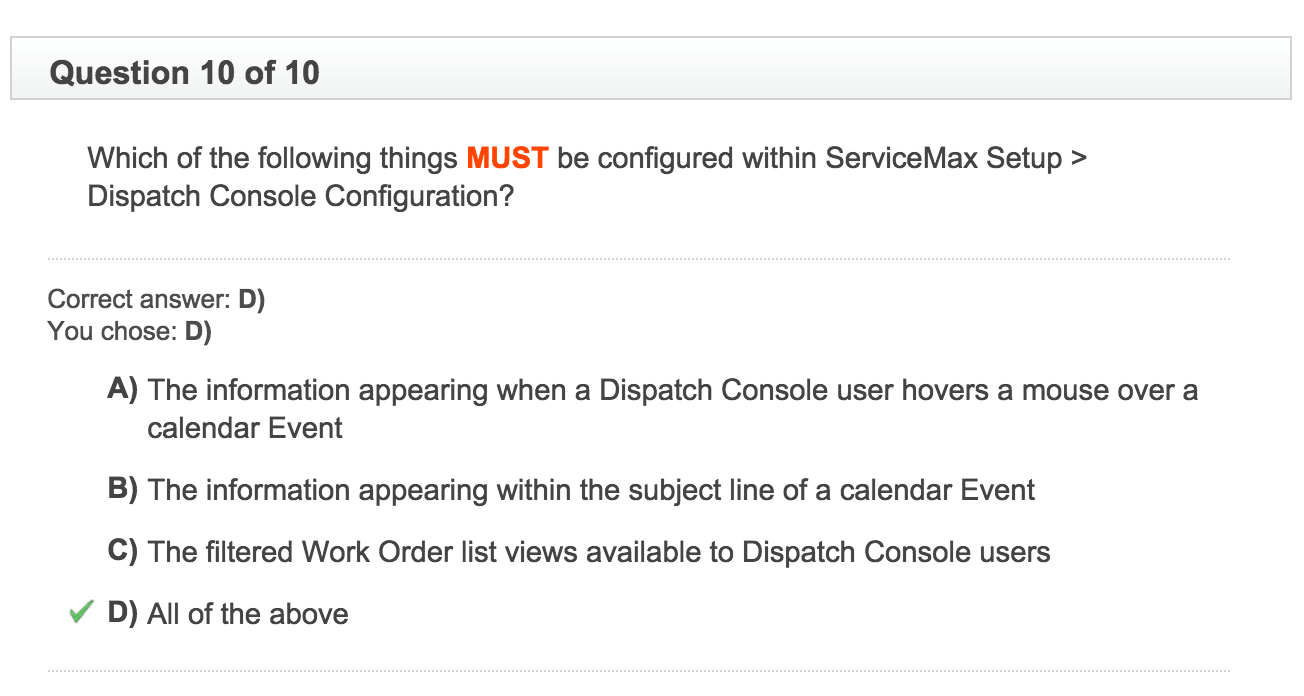 Question 10 of 10
Which of the following things MUST be configured within ServiceMax Setup >
Dispatch Console Configuration?
Correct answer: D)
You chose: D)
A) The information appearing when a Dispatch Console user hovers a mouse over a
calendar Event
B) The information appearing within the subject line of a calendar Event
C) The filtered Work Order list views available to Dispatch Console users
D) All of the above